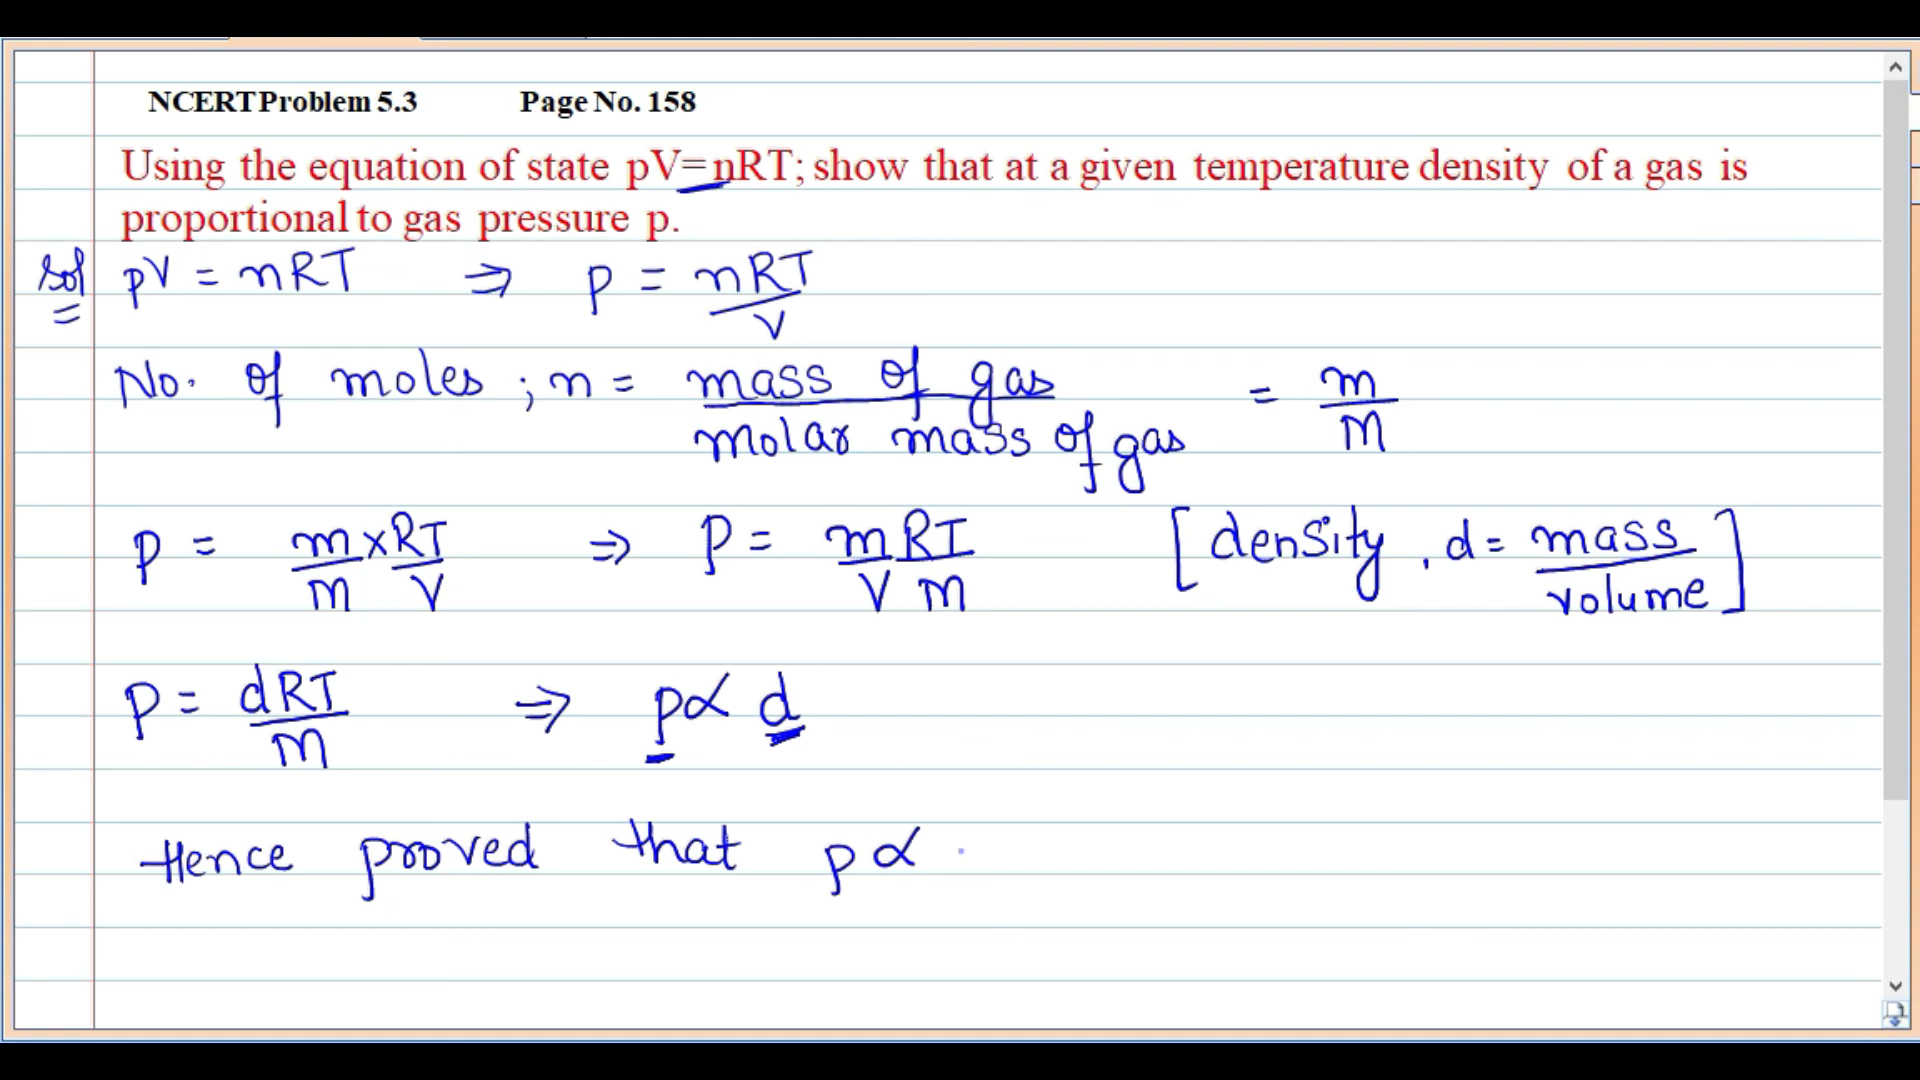 NCERT Problem 5.3 Page No. 158
Using the equation of state pV=nRT; show that at a given temperature density of a gas is
proportional to gas pressure p.
Sol pV = nRT ⇒ p = nRT/V
No. of moles ; n = mass of gas/molar mass of gas = m/M
p = m/M × RT/V ⇒ P = mRT/VM [density, d = mass/volume]
P = dRT/M ⇒ p∝ d
Hence proved that p∝